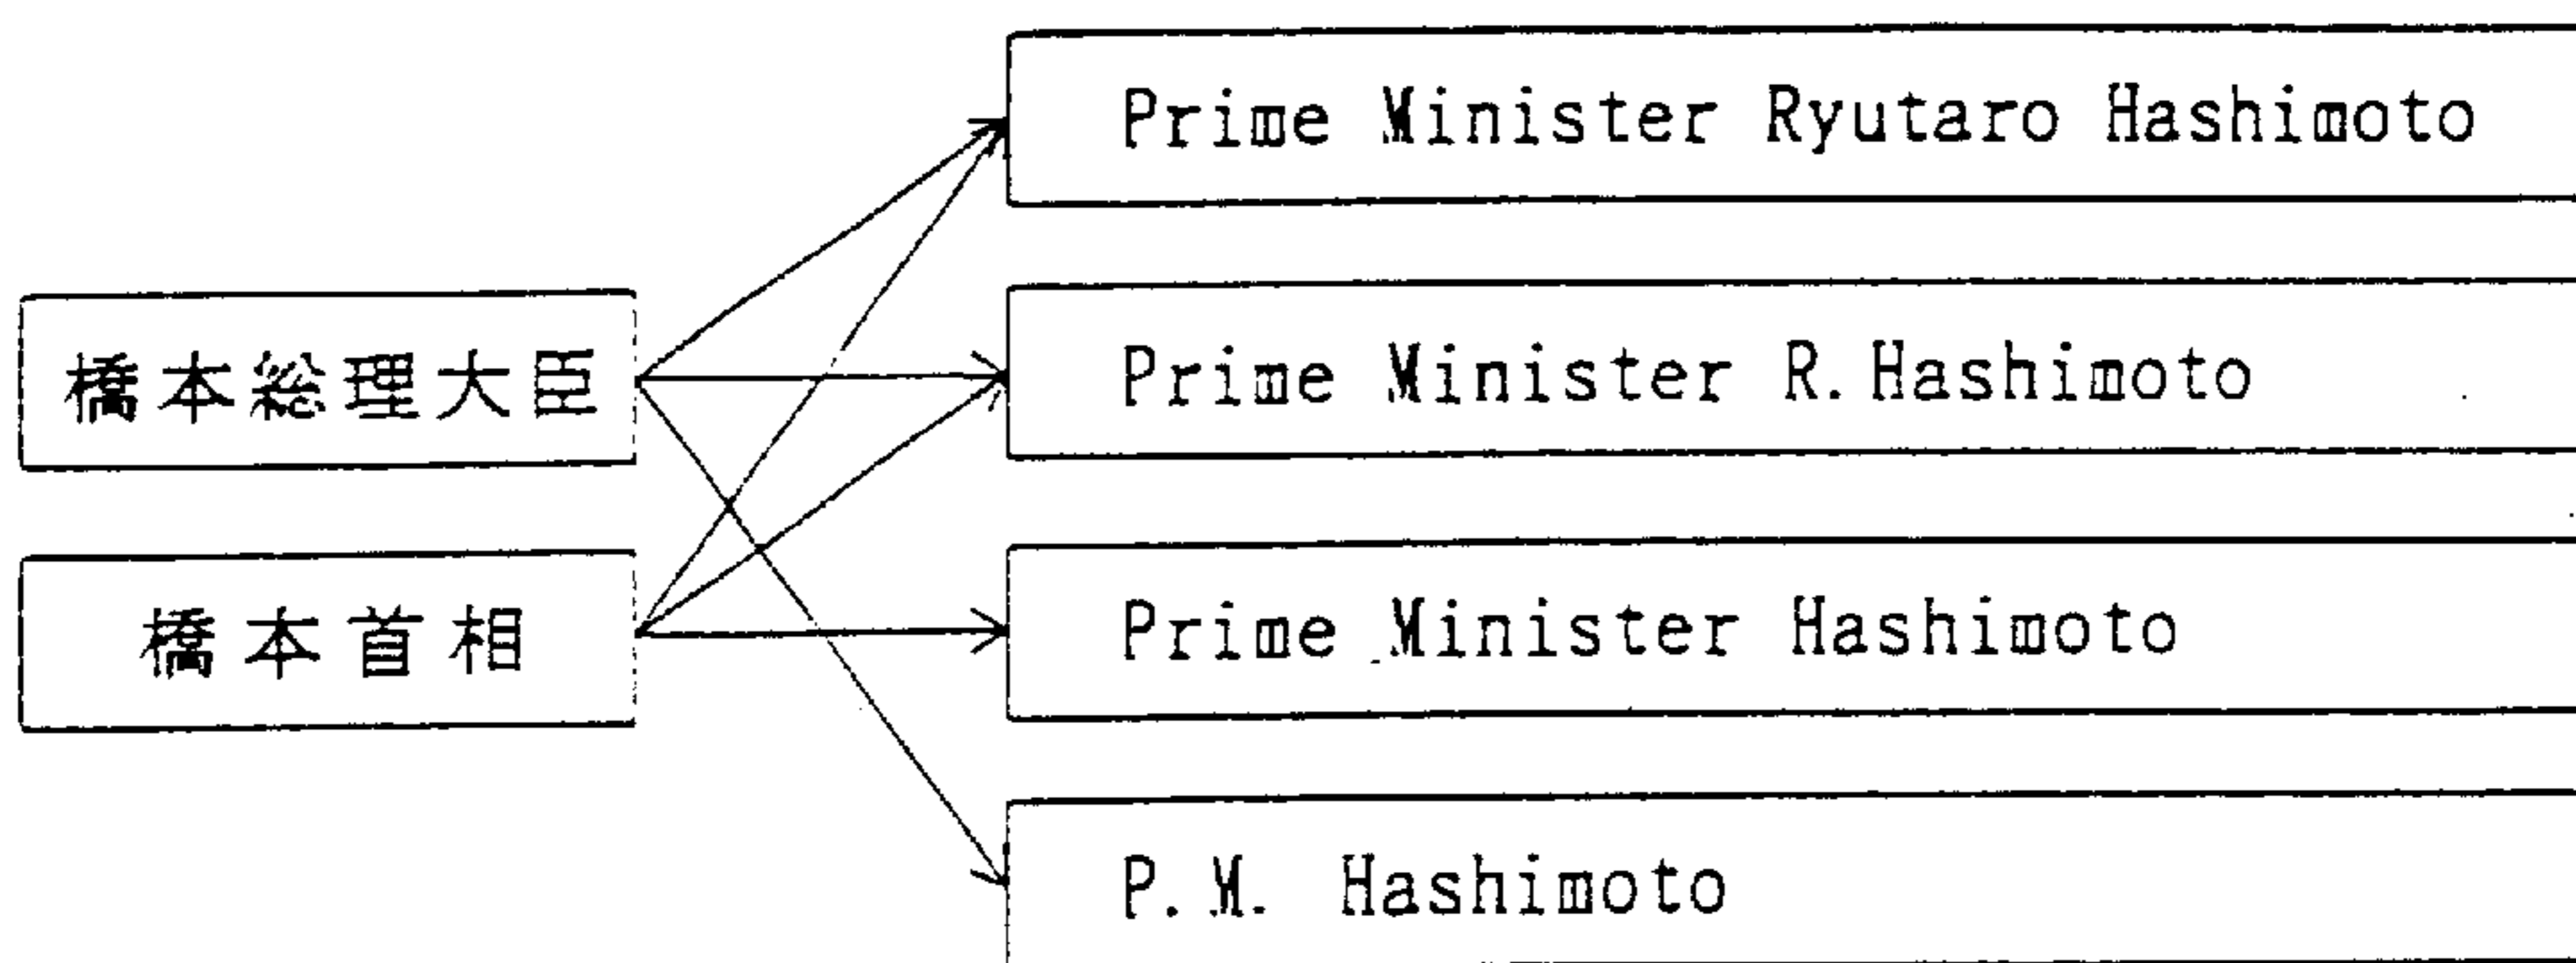 Prime Minister Ryutaro Hashimoto
橋本総理大臣
Prime Minister R. Hashimoto
橋本首相
Prime Minister Hashimoto
P.M. Hashimoto